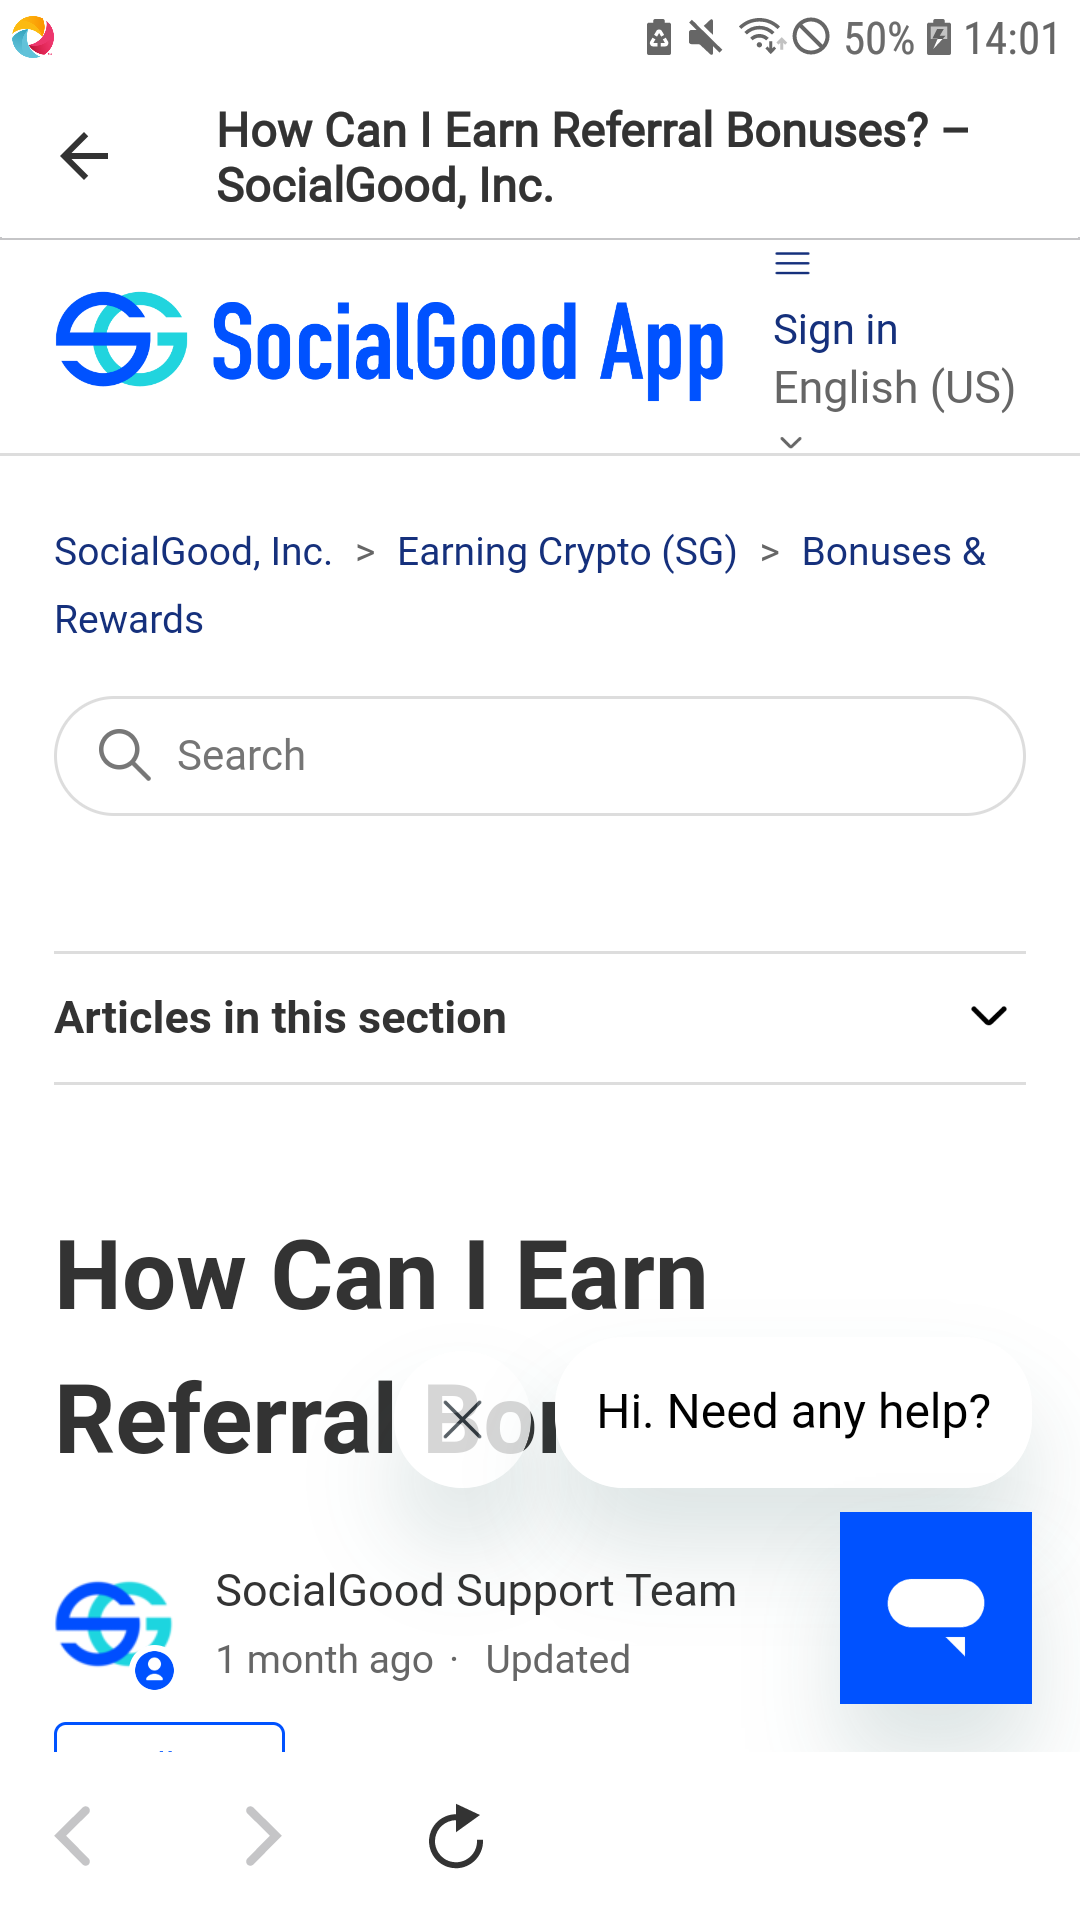 50% 14:01
How Can I Earn Referral Bonuses? –
SocialGood, Inc.
SocialGood App
Sign in
English (US)
SocialGood, Inc. > Earning Crypto (SG) > Bonuses &
Rewards
Search
Articles in this section
How Can I Earn
Referral
Hi. Need any help?
SocialGood Support Team
1 month ago · Updated